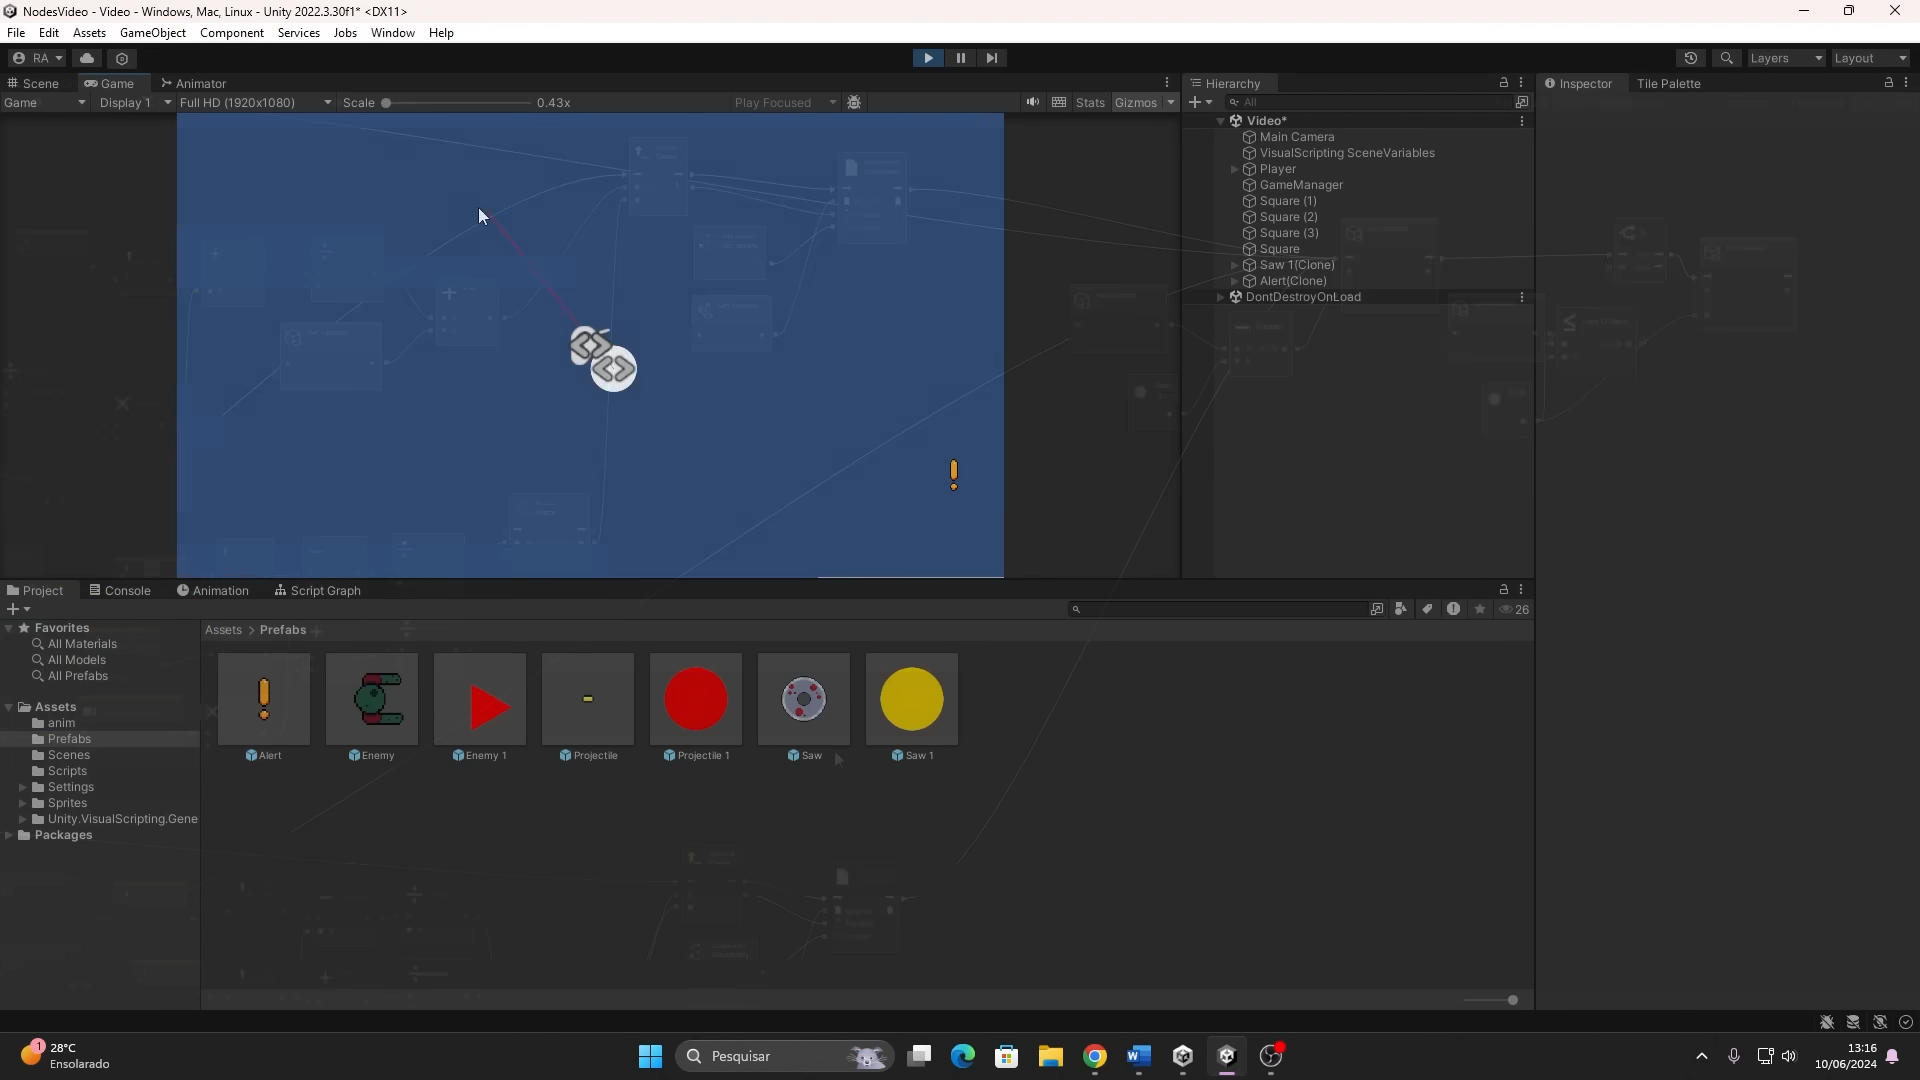 NodesVideo - Video - Windows, Mac, Linux - Unity 2022.3.30f1* <DX11>
File Edit Assets GameObject Component Services Jobs Window Help
RA Layers Layout
Scene Game Animator Hierarchy Inspector Tile Palette
Game Display 1 Full HD (1920x1080) Scale 0.43x Play Focused Stats Gizmos All
Video*
Main Camera
VisualScripting SceneVariables
Player
GameManager
Square (1)
Square (2)
Square (3)
Square
Saw 1(Clone)
Alert(Clone)
DontDestroyOnLoad
Project Console Animation Script Graph
26
Favorites
All Materials
All Models
All Prefabs
Assets
anim
Prefabs
Scenes
Scripts
Settings
Sprites
Unity.VisualScripting.Gene
Packages
Assets > Prefabs
Alert Enemy Enemy 1 Projectile Projectile 1 Saw Saw 1
1
28°C
Ensolarado
Pesquisar
13:16
10/06/2024